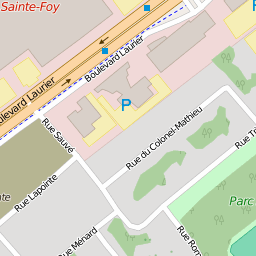 Sainte-Foy
Boulevard Laurier
Boulevard Laurier
P
P
Rue du Colonel-Mathieu
Rue Sauvé
Rue Lapointe
Parc
Rue Ménard